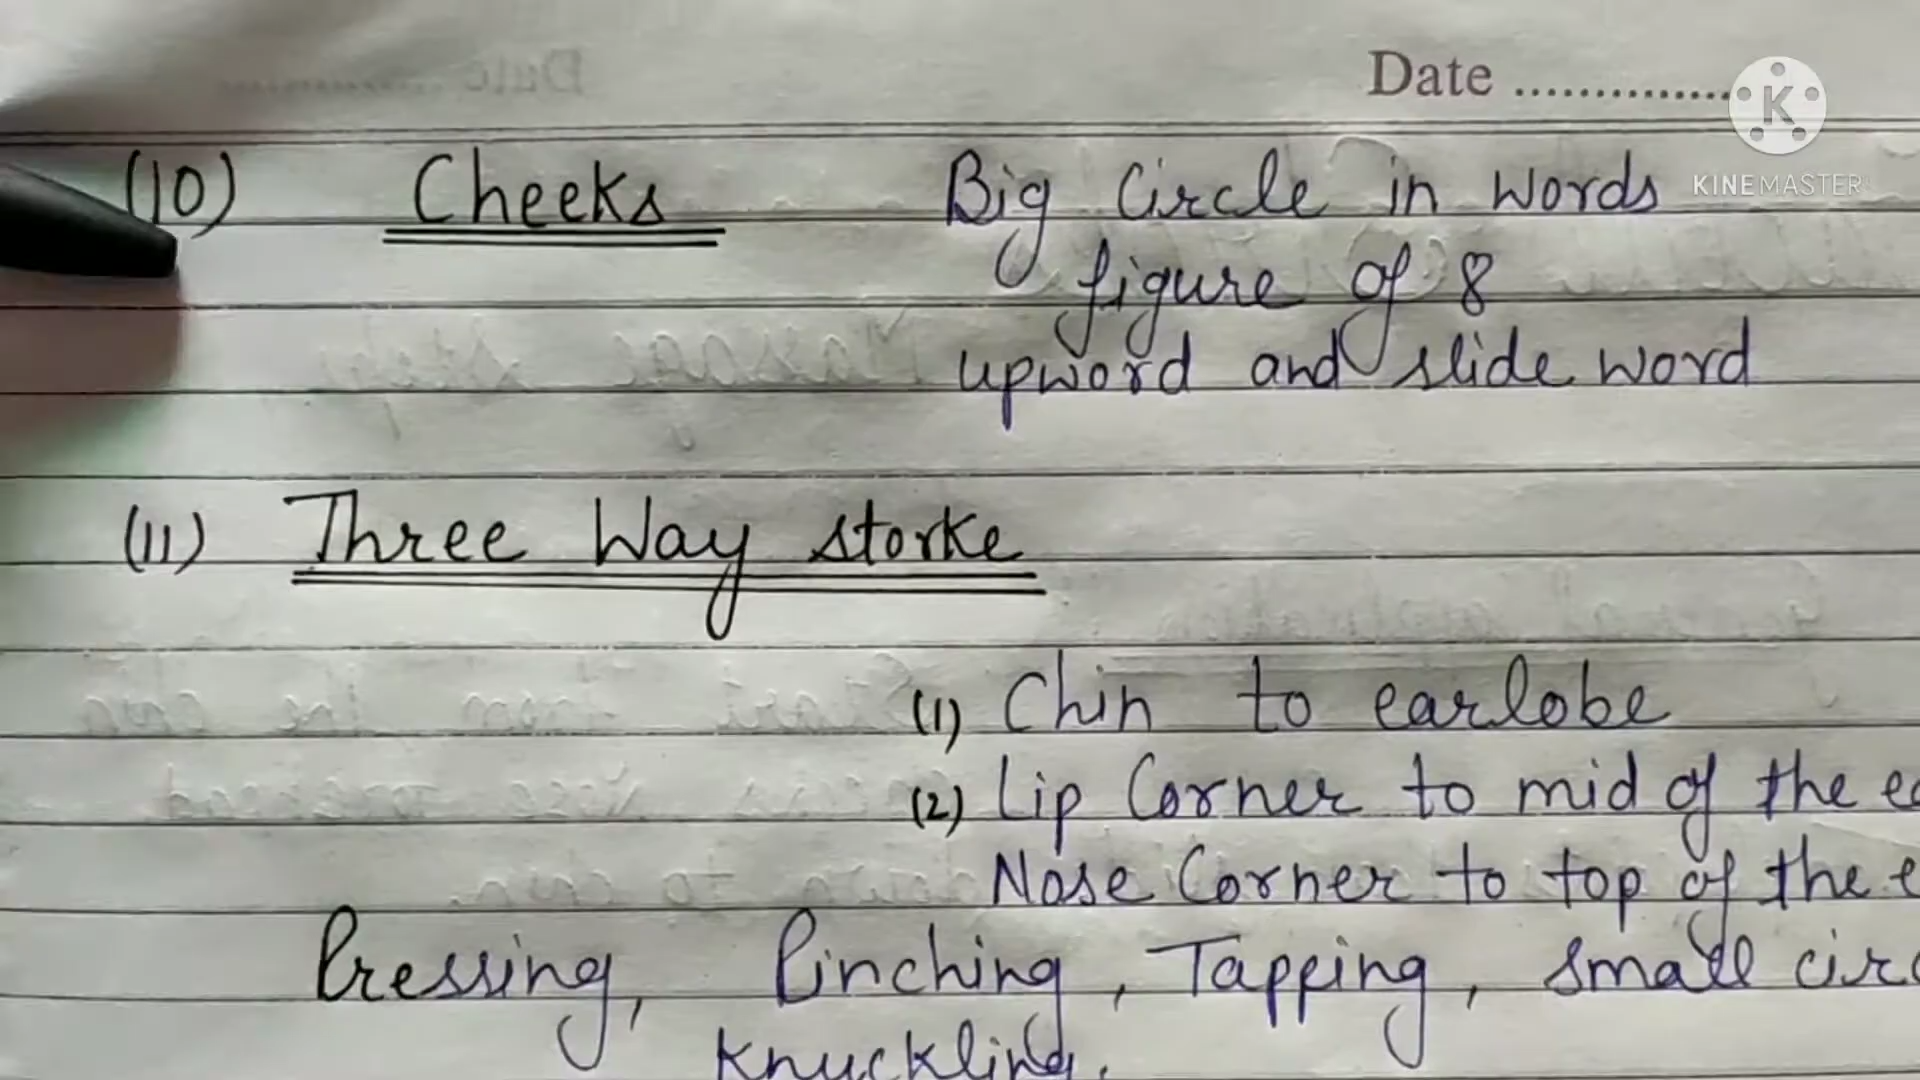 Date ..............
KINEMASTER
(10) Cheeks Big Circle in words
figure of 8
upword and slide word
(11) Three Way storke
(1) Chin to earlobe
(2) Lip Corner to mid of the
Nose Corner to top of the
Pressing, Pinching, Tapping, small
Knuckling.